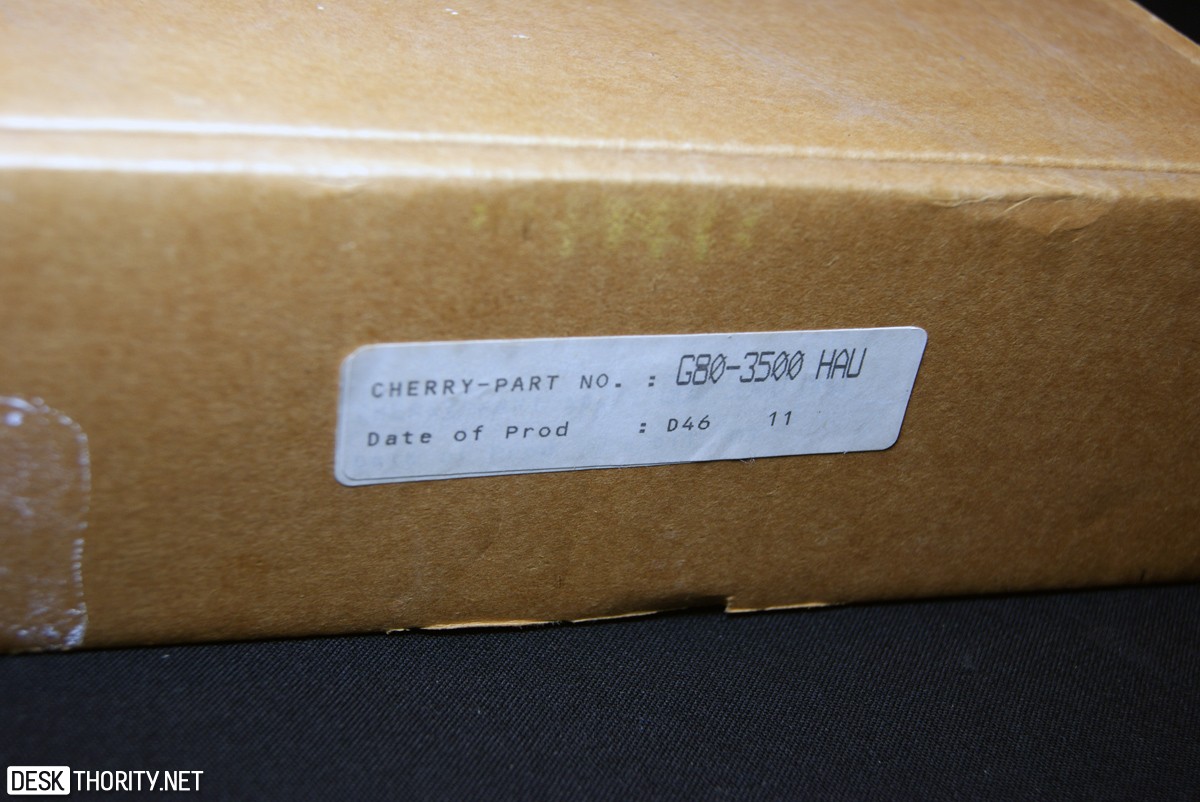 CHERRY-PART NO. : G80-3500 HAU
Date of Prod : D46 11
DESKTHORITY.NET